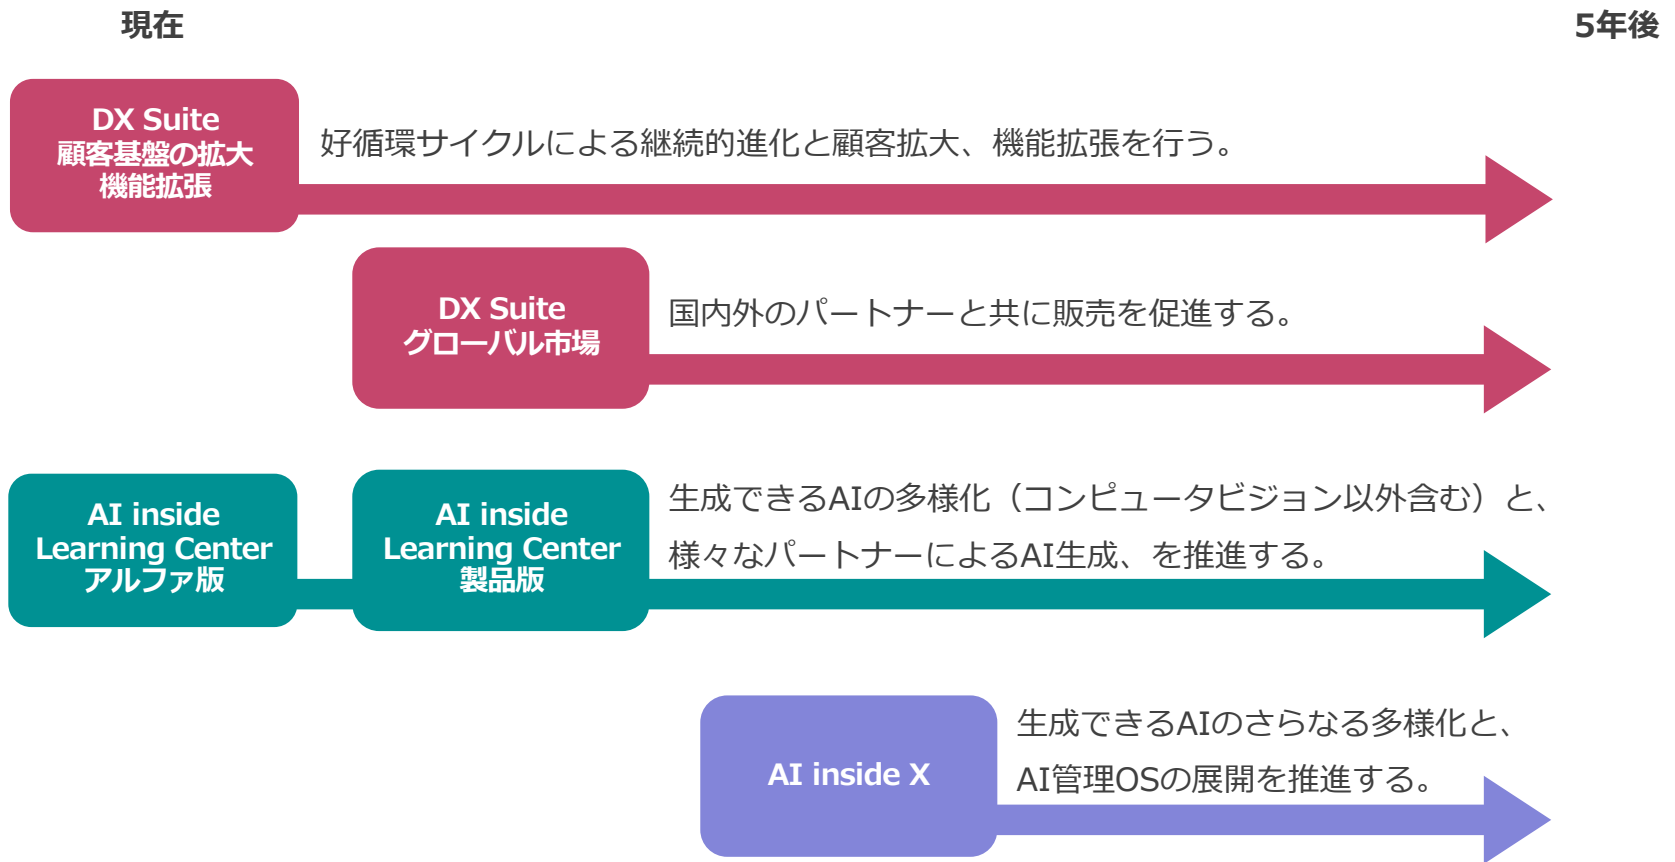 現在
5年後
DX Suite
顧客基盤の拡大
機能拡張
好循環サイクルによる継続的進化と顧客拡大、機能拡張を行う。
DX Suite
グローバル市場
国内外のパートナーと共に販売を促進する。
AI inside
Learning Center
アルファ版
AI inside
Learning Center
製品版
生成できるAIの多様化（コンピュータビジョン以外含む）と、
様々なパートナーによるAI生成、を推進する。
AI inside X
生成できるAIのさらなる多様化と、
AI管理OSの展開を推進する。